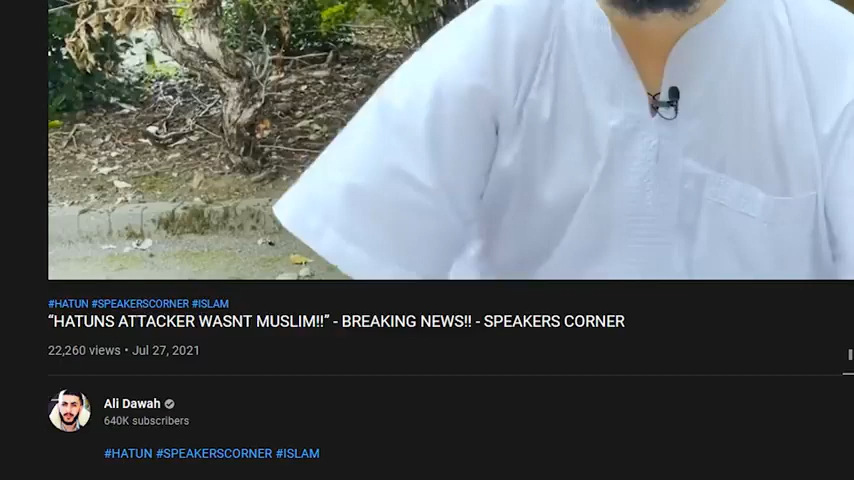 #HATUN #SPEAKERSCORNER #ISLAM
“HATUNS ATTACKER WASNT MUSLIM!!” - BREAKING NEWS!! - SPEAKERS CORNER
22,260 views • Jul 27, 2021
Ali Dawah
640K subscribers
#HATUN #SPEAKERSCORNER #ISLAM